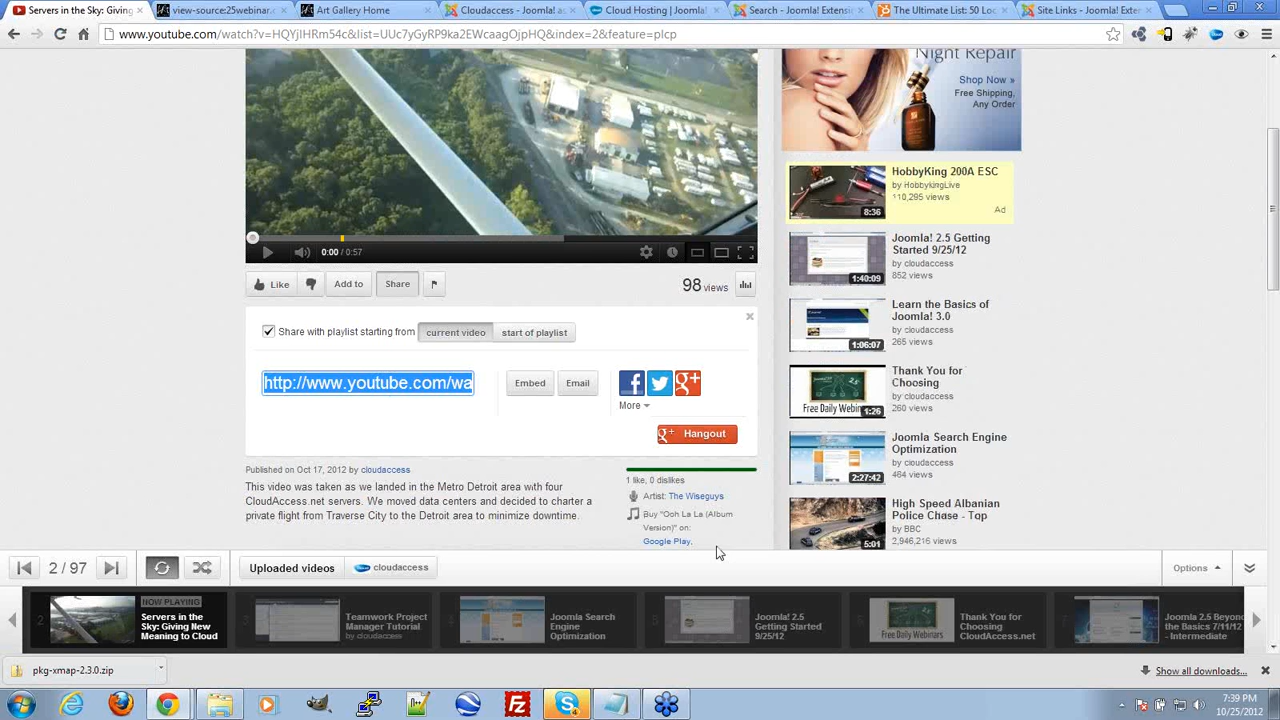 Servers in the Sky: Giving
view-source:25webinar.c
Art Gallery Home
Cloudaccess - Joomla! ac
Cloud Hosting | Joomla!
Search - Joomla! Extensi
The Ultimate List: 50 Loc
Site Links - Joomla! Exter
www.youtube.com/watch?v=HQYJlHRm54c&list=UUc7yGyRP9ka2EWcaagOjpHQ&index=2&feature=plcp
Night Repair
Shop Now »
Free Shipping,
Any Order
HobbyKing 200A ESC
by HobbykingLive
110,295 views
Ad
8:36
0:00 / 0:57
Joomla! 2.5 Getting
Started 9/25/12
by cloudaccess
852 views
1:40:09
Like
Add to
Share
98 views
Learn the Basics of
Joomla! 3.0
by cloudaccess
265 views
1:06:07
Share with playlist starting from
current video
start of playlist
http://www.youtube.com/wa
Embed
Email
More
Hangout
Thank You for
Choosing
by cloudaccess
260 views
Free Daily Webin
1:26
Joomla Search Engine
Optimization
by cloudaccess
464 views
2:27:42
Published on Oct 17, 2012 by cloudaccess
This video was taken as we landed in the Metro Detroit area with four
CloudAccess.net servers. We moved data centers and decided to charter a
private flight from Traverse City to the Detroit area to minimize downtime.
1 like, 0 dislikes
Artist: The Wiseguys
Buy "Ooh La La (Album
Version)" on:
Google Play,
High Speed Albanian
Police Chase - Top
by BBC
2,946,216 views
5:01
2 / 97
Uploaded videos
cloudaccess
Options
2
NOW PLAYING
Servers in the
Sky: Giving New
Meaning to Cloud
3
Teamwork Project
Manager Tutorial
by cloudaccess
4
Joomla Search
Engine
Optimization
5
Joomla! 2.5
Getting Started
9/25/12
Free Daily Webinars
Thank You for
Choosing
CloudAccess.net
Joomla! 2.5 Beyond
the Basics 7/11/12
- Intermediate
pkg-xmap-2.3.0.zip
Show all downloads...
7:39 PM
10/25/2012